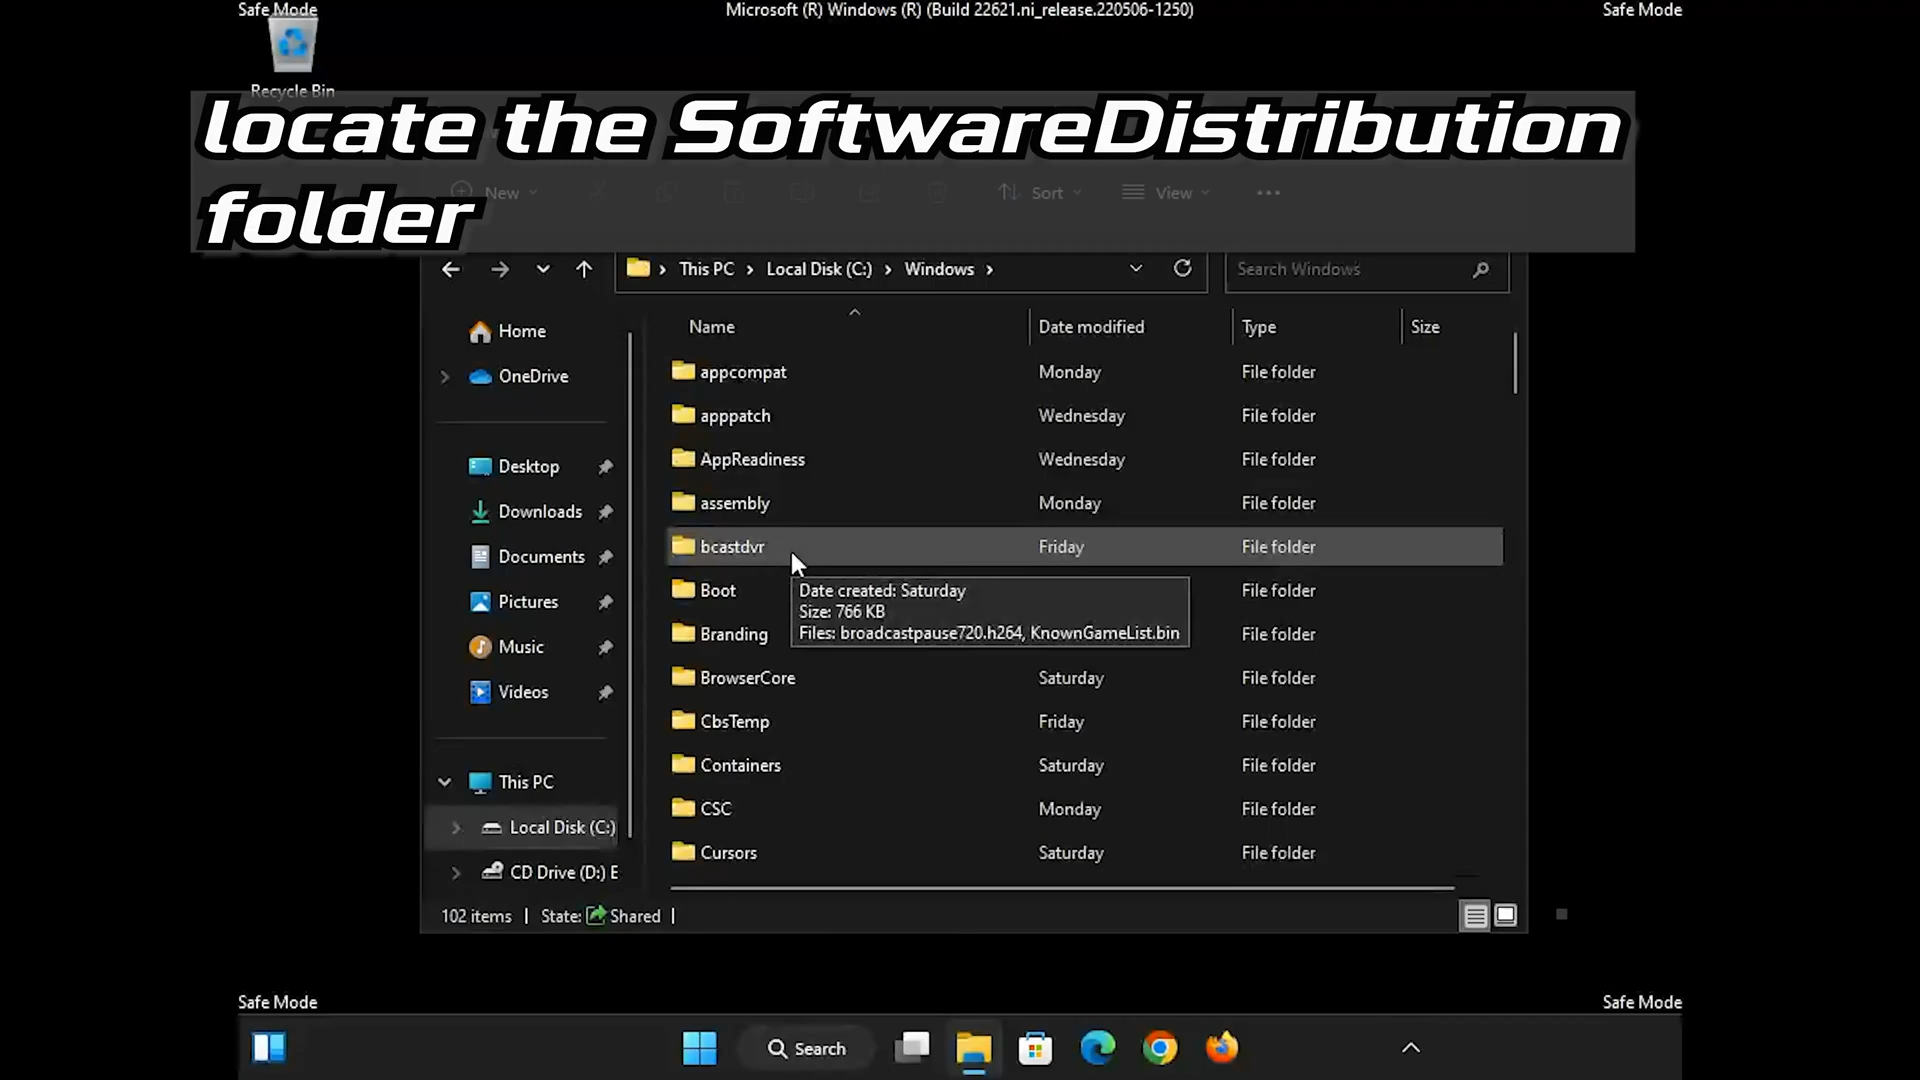 Safe Mode
Microsoft (R) Windows (R) (Build 22621.ni_release.220506-1250)
Safe Mode
Recycle Bin
locate the SoftwareDistribution
folder
New
Sort
View
This PC
Local Disk (C:)
Windows
Search Windows
Name
Date modified
Type
Size
Home
OneDrive
Desktop
Downloads
Documents
Pictures
Music
Videos
This PC
Local Disk (C:)
CD Drive (D:) E
appcompat Monday File folder
apppatch Wednesday File folder
AppReadiness Wednesday File folder
assembly Monday File folder
bcastdvr Friday File folder
Boot File folder
Branding File folder
Date created: Saturday
Size: 766 KB
Files: broadcastpause720.h264, KnownGameList.bin
BrowserCore Saturday File folder
CbsTemp Friday File folder
Containers Saturday File folder
CSC Monday File folder
Cursors Saturday File folder
102 items | State: Shared |
Safe Mode
Safe Mode
Search